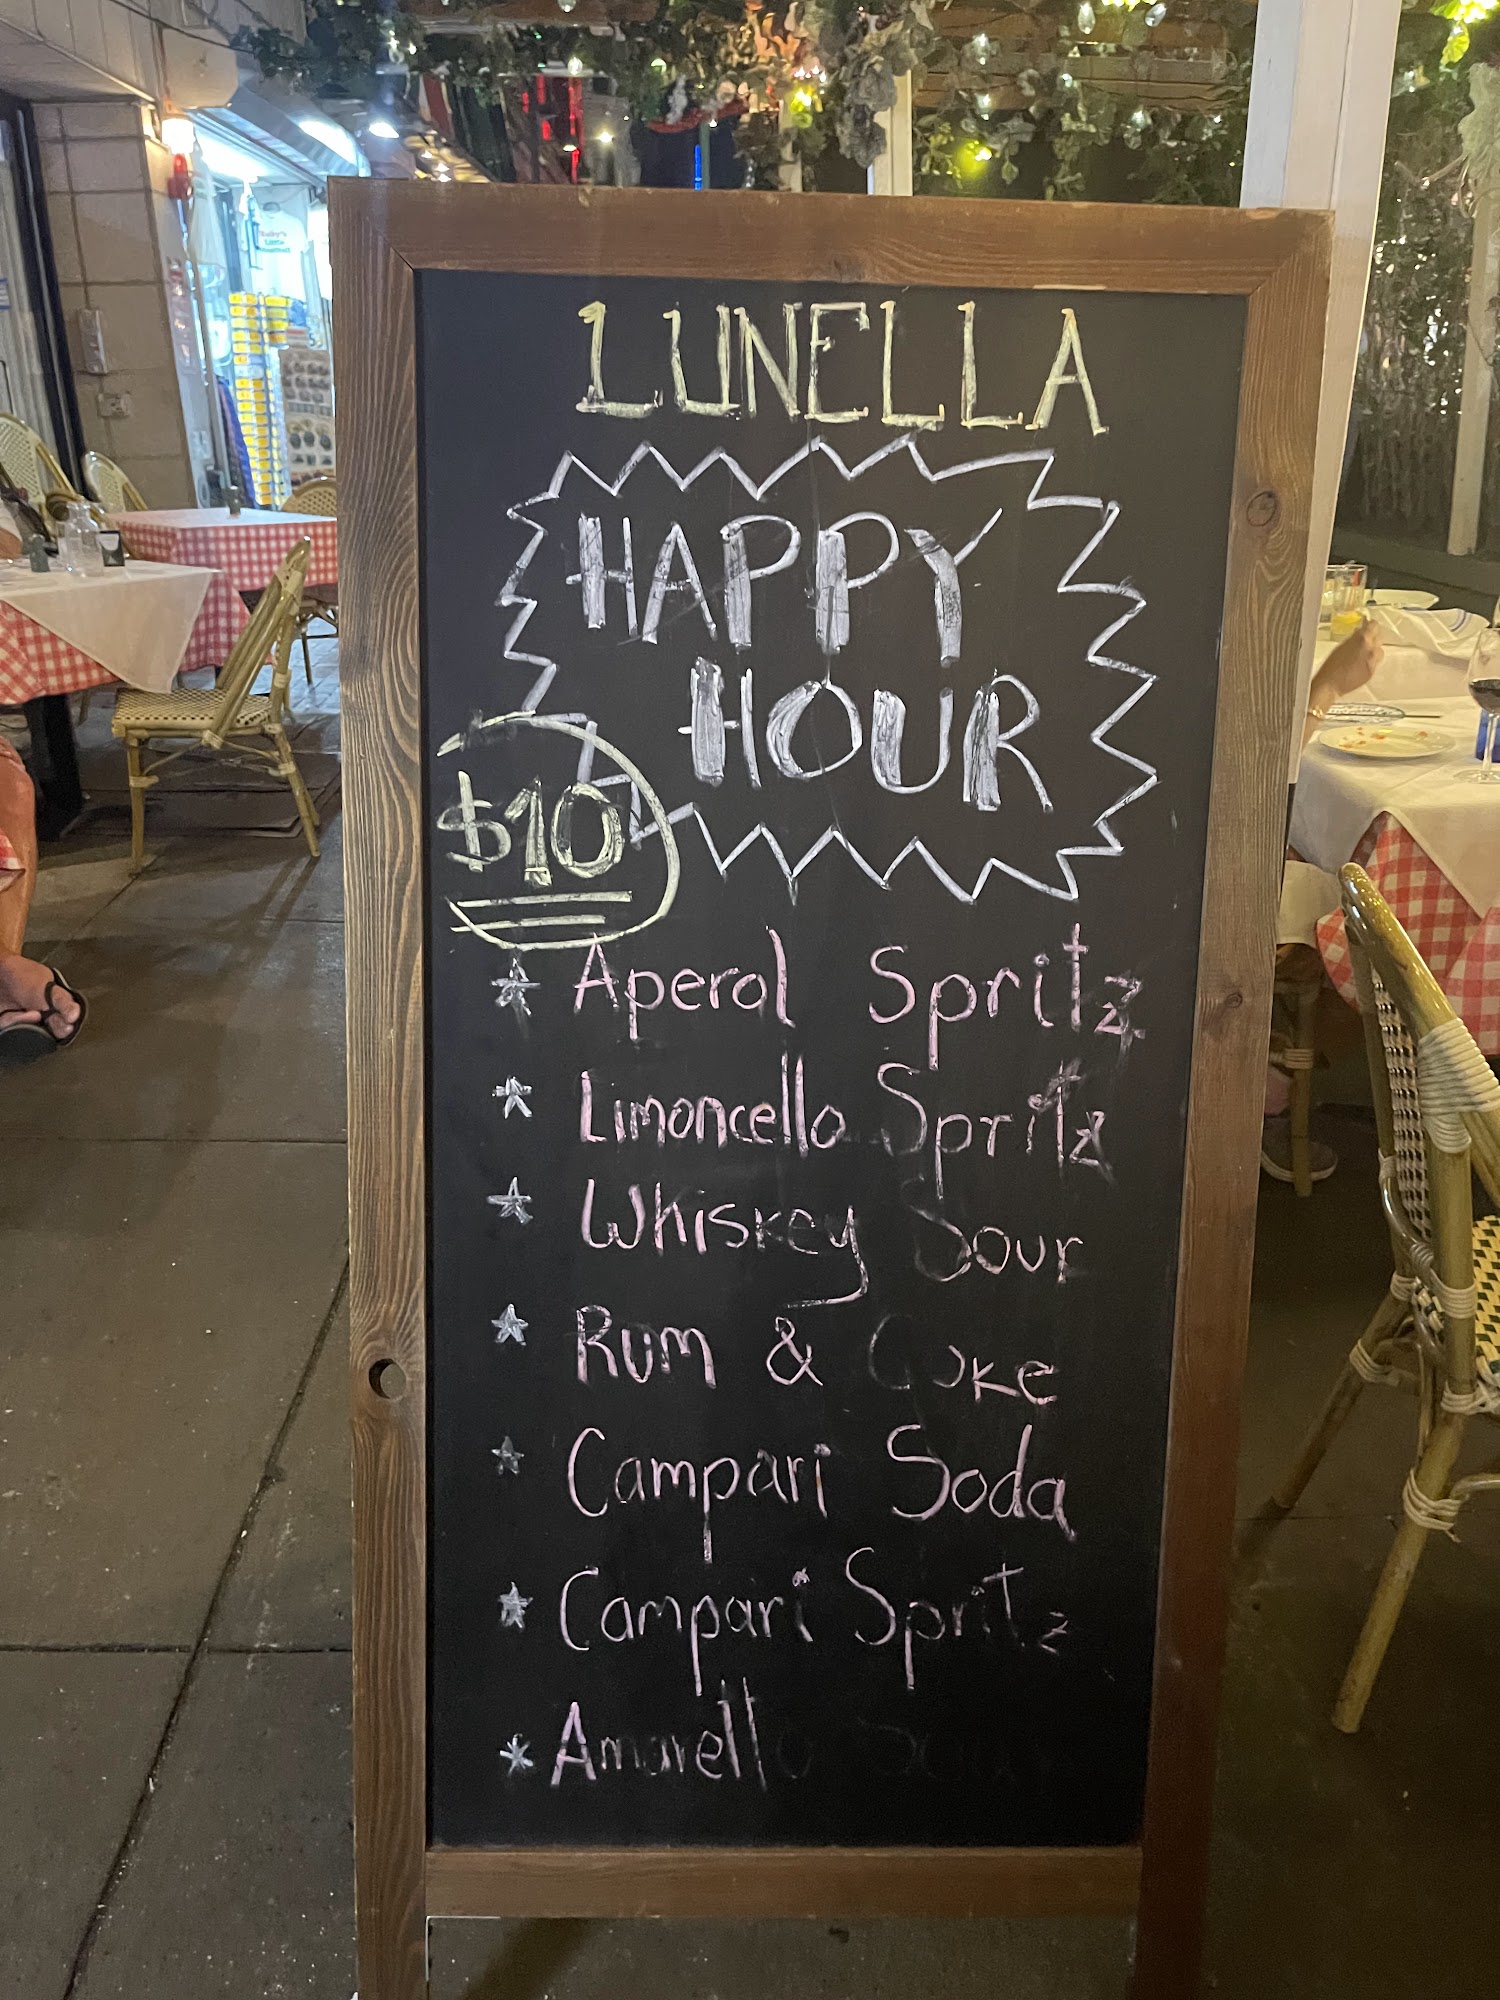 LUNELLA
HAPPY
HOUR
$10
Aperol Spritz
Limoncello Spritz
Whiskey Sour
Rum & Coke
Campari Soda
Campari Spritz